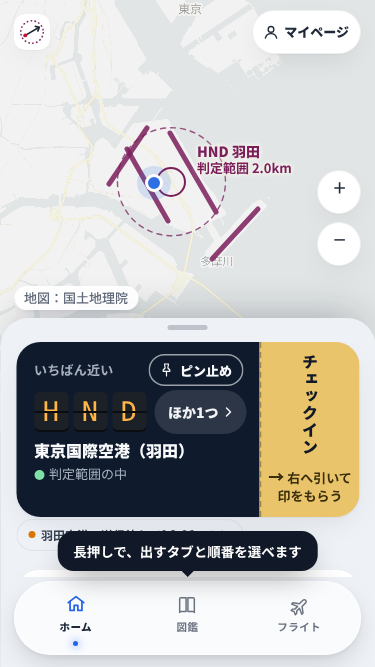 東京
マイページ
HND 羽田
判定範囲 2.0km
+
−
多摩川
地図：国土地理院
いちばん近い
ピン止め
HND
ほか1つ
東京国際空港（羽田）
判定範囲の中
チェックイン
→ 右へ引いて
印をもらう
羽田
長押しで、出すタブと順番を選べます
ホーム
図鑑
フライト